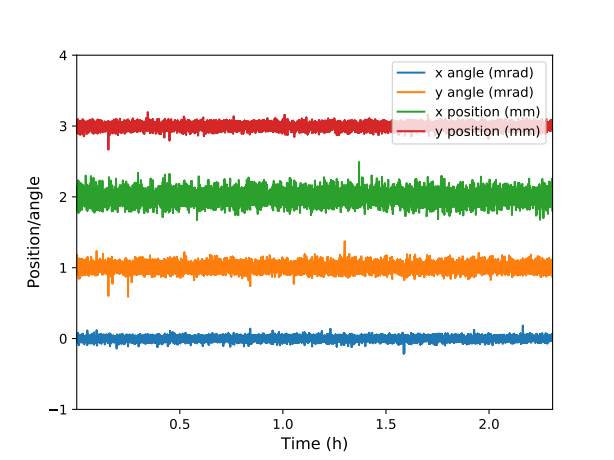 4
3
2
1
0
−1
Position/angle
0.5 1.0 1.5 2.0
Time (h)
x angle (mrad)
y angle (mrad)
x position (mm)
y position (mm)